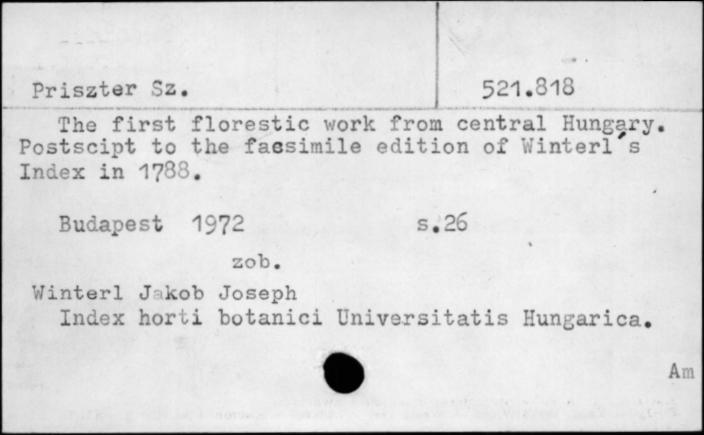 Priszter Sz. 521.818
The first florestic work from central Hungary.
Postscipt to the facsimile edition of Winterl's
Index in 1788.
Budapest 1972 s.26
zob.
Winterl Jakob Joseph
Index horti botanici Universitatis Hungarica.
Am